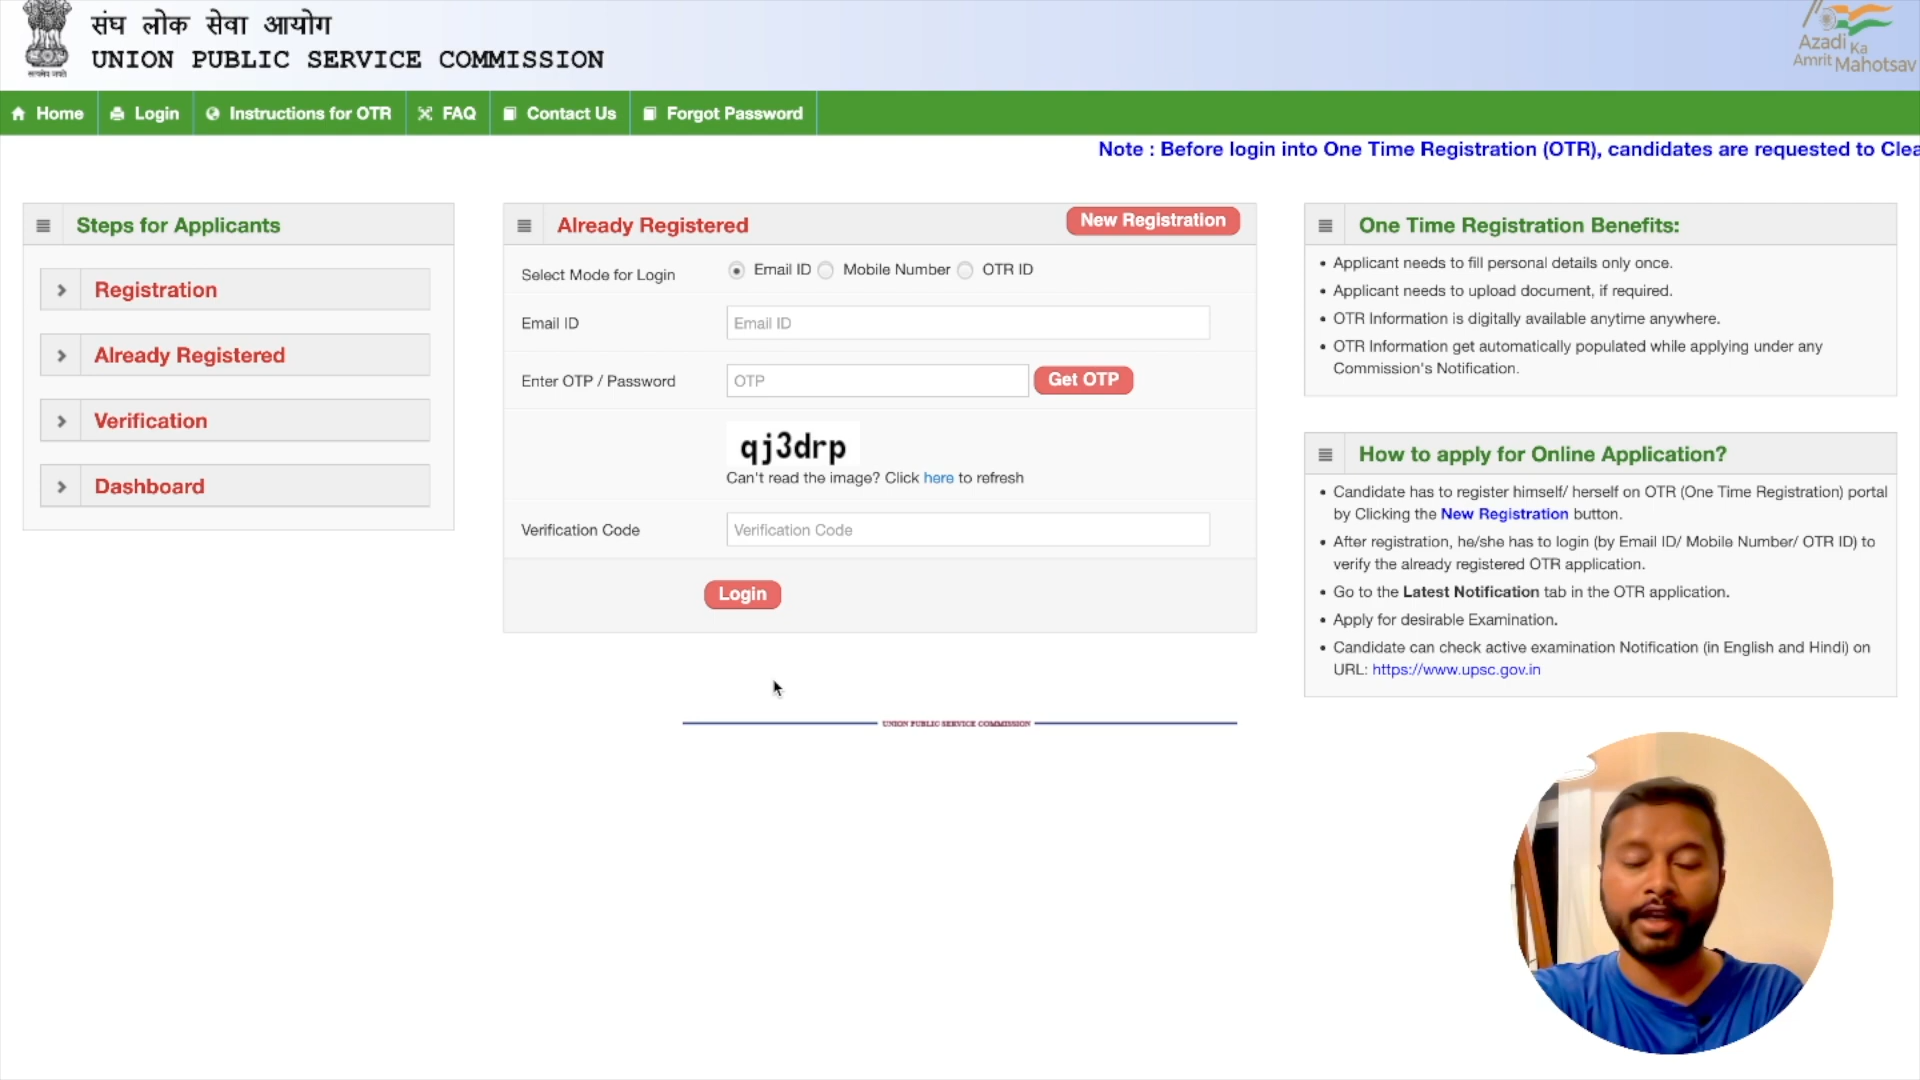 संघ लोक सेवा आयोग
UNION PUBLIC SERVICE COMMISSION
सत्यमेव जयते
Azadi Ka
Amrit Mahotsav
Home Login Instructions for OTR FAQ Contact Us Forgot Password
Note : Before login into One Time Registration (OTR), candidates are requested to Clea
Steps for Applicants
Registration
Already Registered
Verification
Dashboard
Already Registered
New Registration
Select Mode for Login Email ID Mobile Number OTR ID
Email ID Email ID
Enter OTP / Password OTP Get OTP
qj3drp
Can't read the image? Click here to refresh
Verification Code Verification Code
Login
One Time Registration Benefits:
• Applicant needs to fill personal details only once.
• Applicant needs to upload document, if required.
• OTR Information is digitally available anytime anywhere.
• OTR Information get automatically populated while applying under any
Commission's Notification.
How to apply for Online Application?
• Candidate has to register himself/ herself on OTR (One Time Registration) portal
by Clicking the New Registration button.
• After registration, he/she has to login (by Email ID/ Mobile Number/ OTR ID) to
verify the already registered OTR application.
• Go to the Latest Notification tab in the OTR application.
• Apply for desirable Examination.
• Candidate can check active examination Notification (in English and Hindi) on
URL: https://www.upsc.gov.in
UNION PUBLIC SERVICE COMMISSION